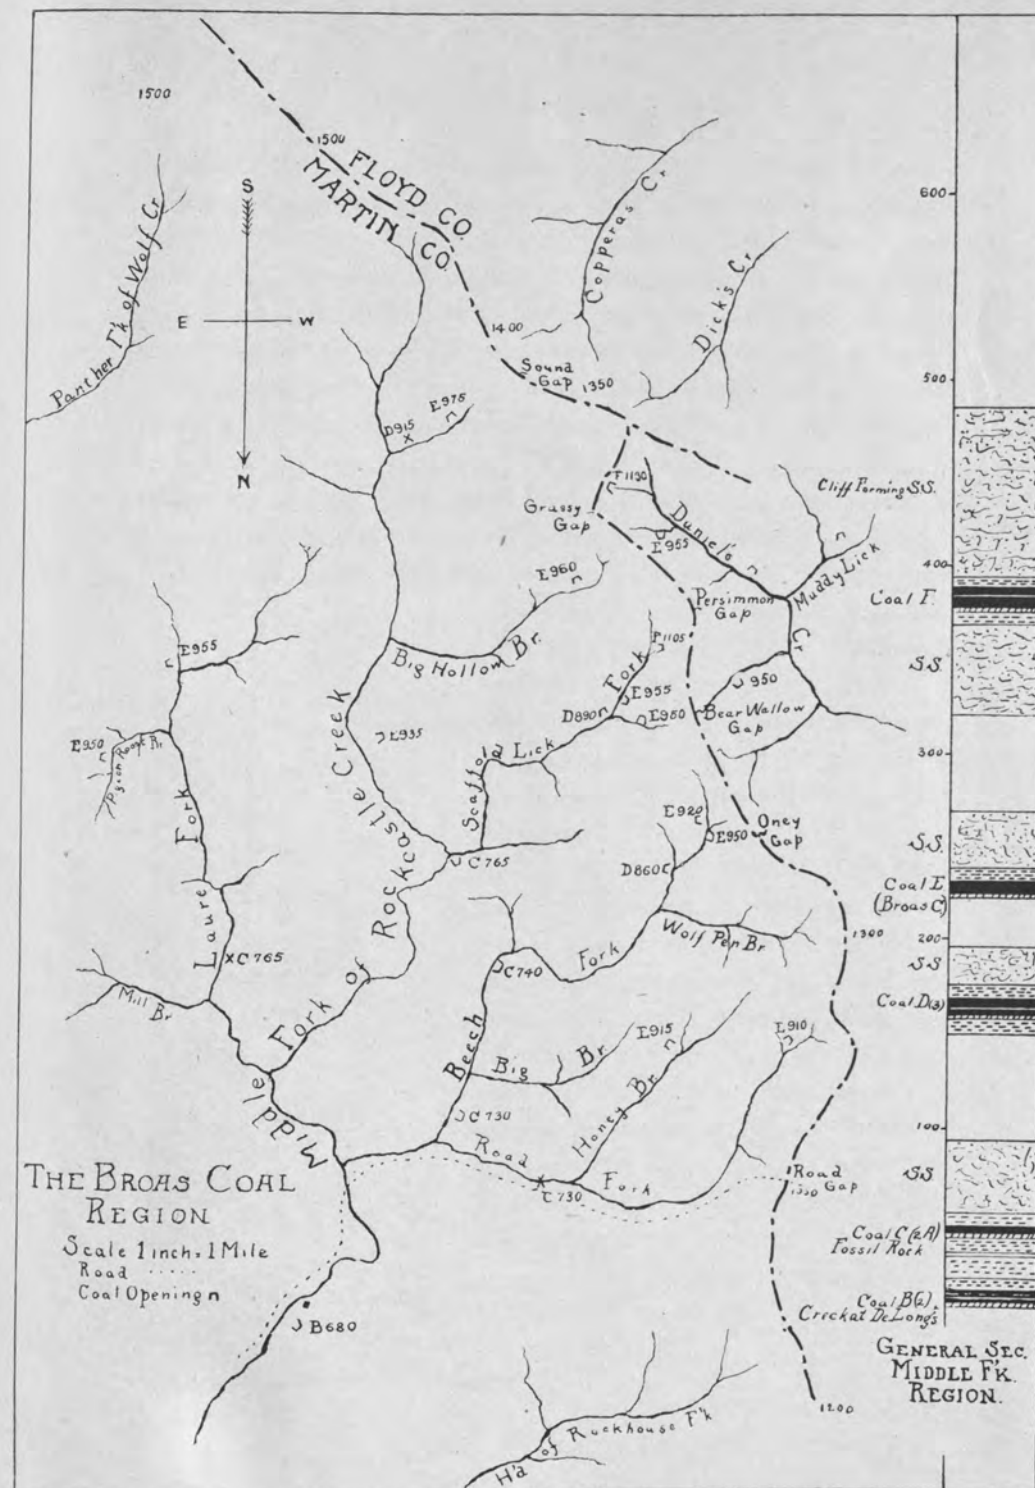 1500
1500
FLOYD CO.
MARTIN CO.
Panther F'k of Wolf Cr.
S
E
W
N
Copperas Cr.
Dick's Cr.
1400
Sound
Gap
1350
E975
D915
F1130
Grassy
Gap
Daniels
E955
Persimmon
Gap
Muddy Lick
Cr.
E960
Big Hollow Br.
E955
E950
Laurel Fork
E935
F1105
Scaffold Lick Fork
E955
D890
E950
950
Bear Wallow
Gap
Oney
Gap
E920
E950
D860
Wolf Pen Br.
1300
C765
C765
Mill Br.
Middle Fork of Rockcastle Creek
C740
Beech Fork
Big Br.
E915
Honey Br.
E910
C730
Road Fork
C730
Road
Gap
THE BROAS COAL
REGION
Scale 1 inch = 1 Mile
Road .....
Coal Opening n
B680
1200
H'd of Rockhouse F'k
600
500
Cliff Forming S.S.
400
Coal F.
S.S.
300
S.S.
Coal E
(Broas C)
200
S.S
Coal D(3)
100
S.S
Coal C (2A)
Fossil Rock
Coal B(2)
Crickat DeLong's
GENERAL SEC.
MIDDLE F'K.
REGION.